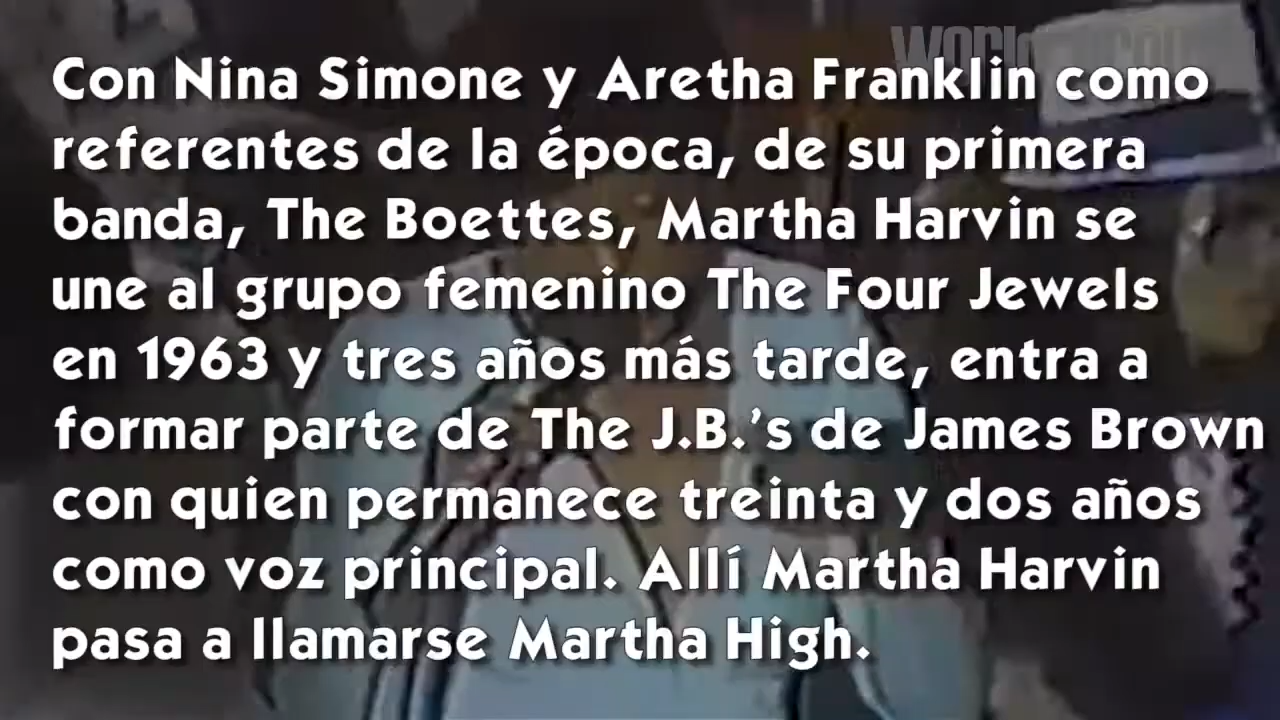 Con Nina Simone y Aretha Franklin como
referentes de la época, de su primera
banda, The Boettes, Martha Harvin se
une al grupo femenino The Four Jewels
en 1963 y tres años más tarde, entra a
formar parte de The J.B.’s de James Brown
con quien permanece treinta y dos años
como voz principal. Allí Martha Harvin
pasa a llamarse Martha High.